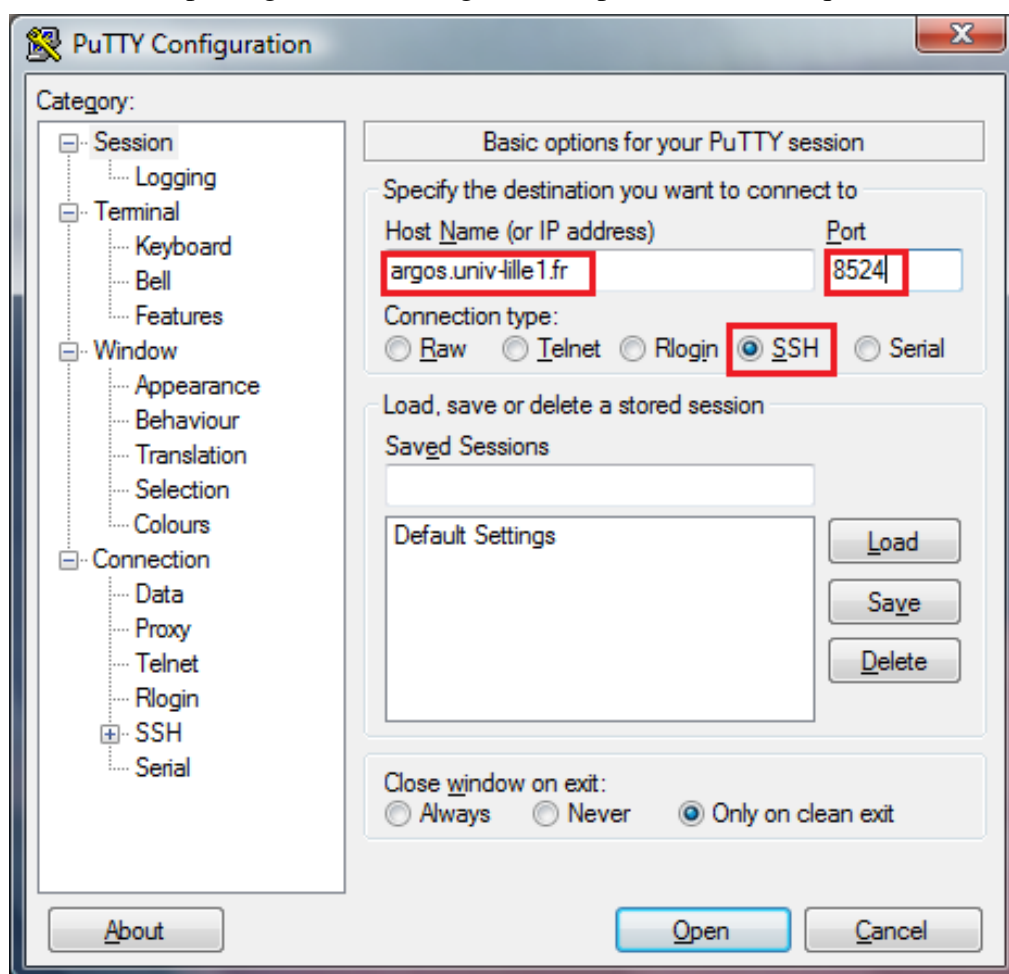 PuTTY Configuration
Category:
Session
Logging
Terminal
Keyboard
Bell
Features
Window
Appearance
Behaviour
Translation
Selection
Colours
Connection
Data
Proxy
Telnet
Rlogin
SSH
Serial
Basic options for your PuTTY session
Specify the destination you want to connect to
Host Name (or IP address) Port
argos.univ-lille1.fr 8524
Connection type:
Raw Telnet Rlogin SSH Serial
Load, save or delete a stored session
Saved Sessions
Default Settings
Load
Save
Delete
Close window on exit:
Always Never Only on clean exit
About Open Cancel